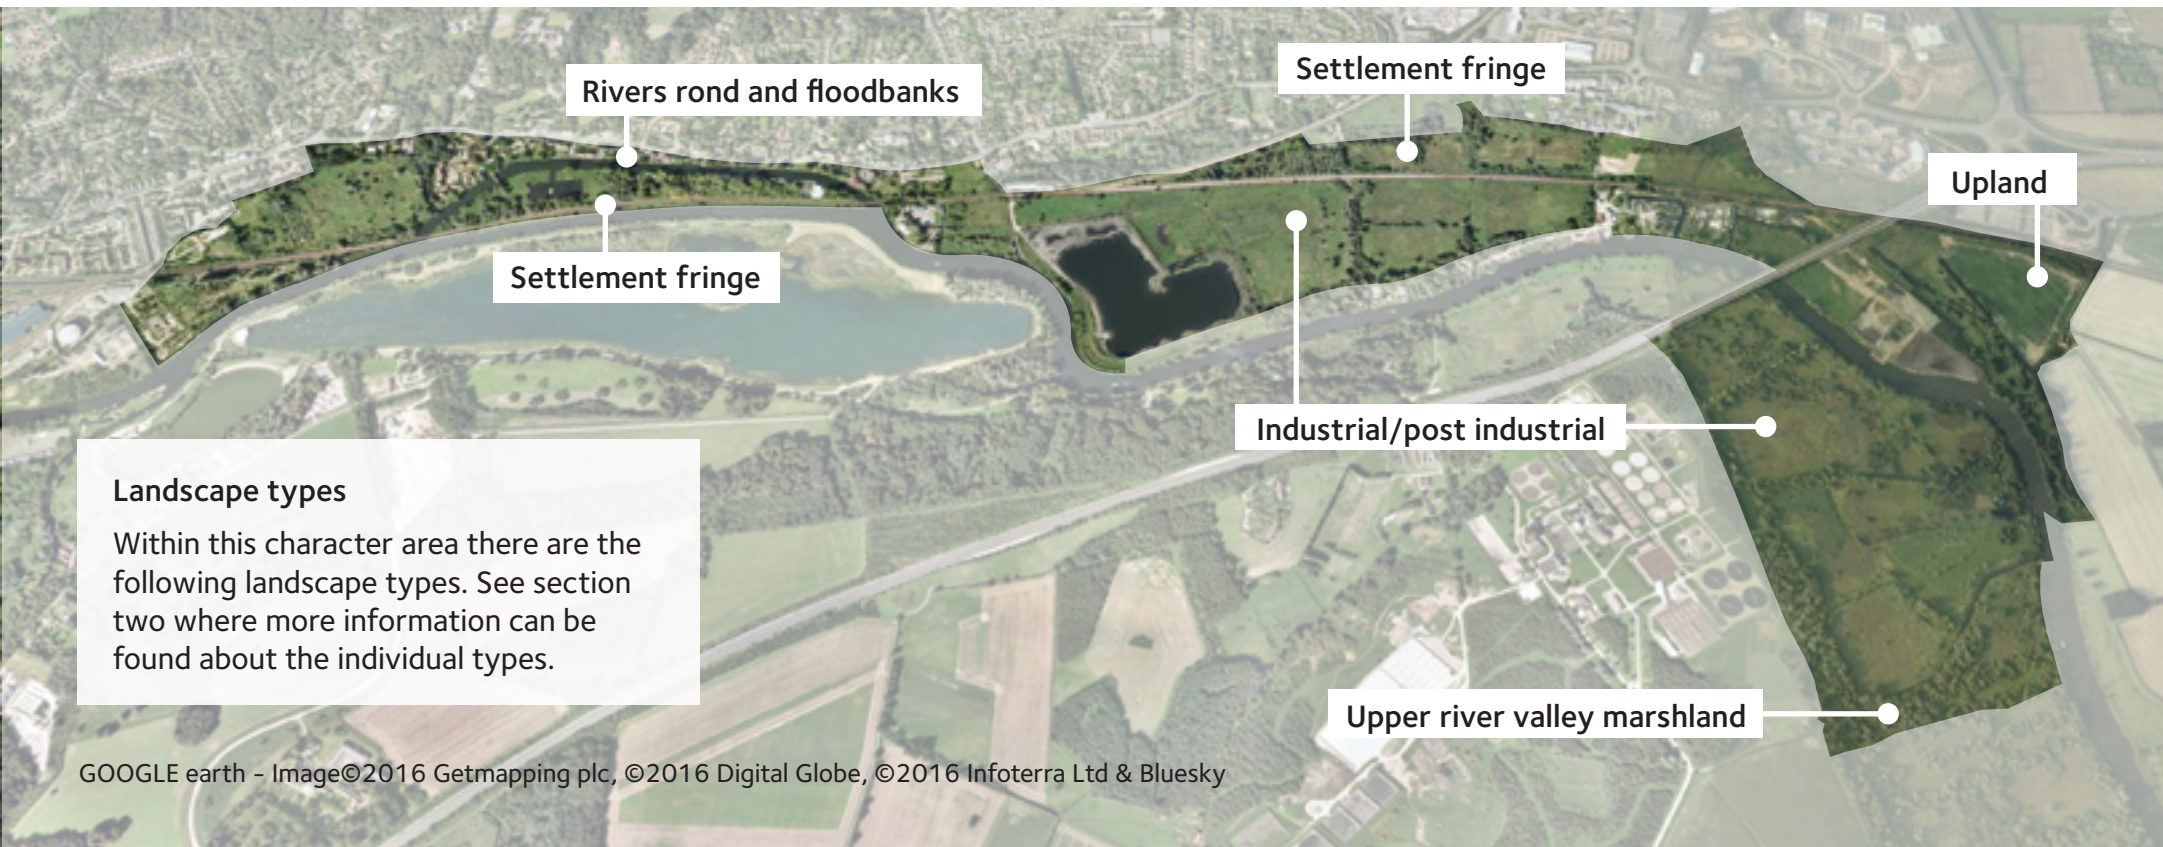 Rivers rond and floodbanks
Settlement fringe
Upland
Settlement fringe
Industrial/post industrial
Landscape types
Within this character area there are the
following landscape types. See section
two where more information can be
found about the individual types.
Upper river valley marshland
GOOGLE earth – Image©2016 Getmapping plc, ©2016 Digital Globe, ©2016 Infoterra Ltd & Bluesky